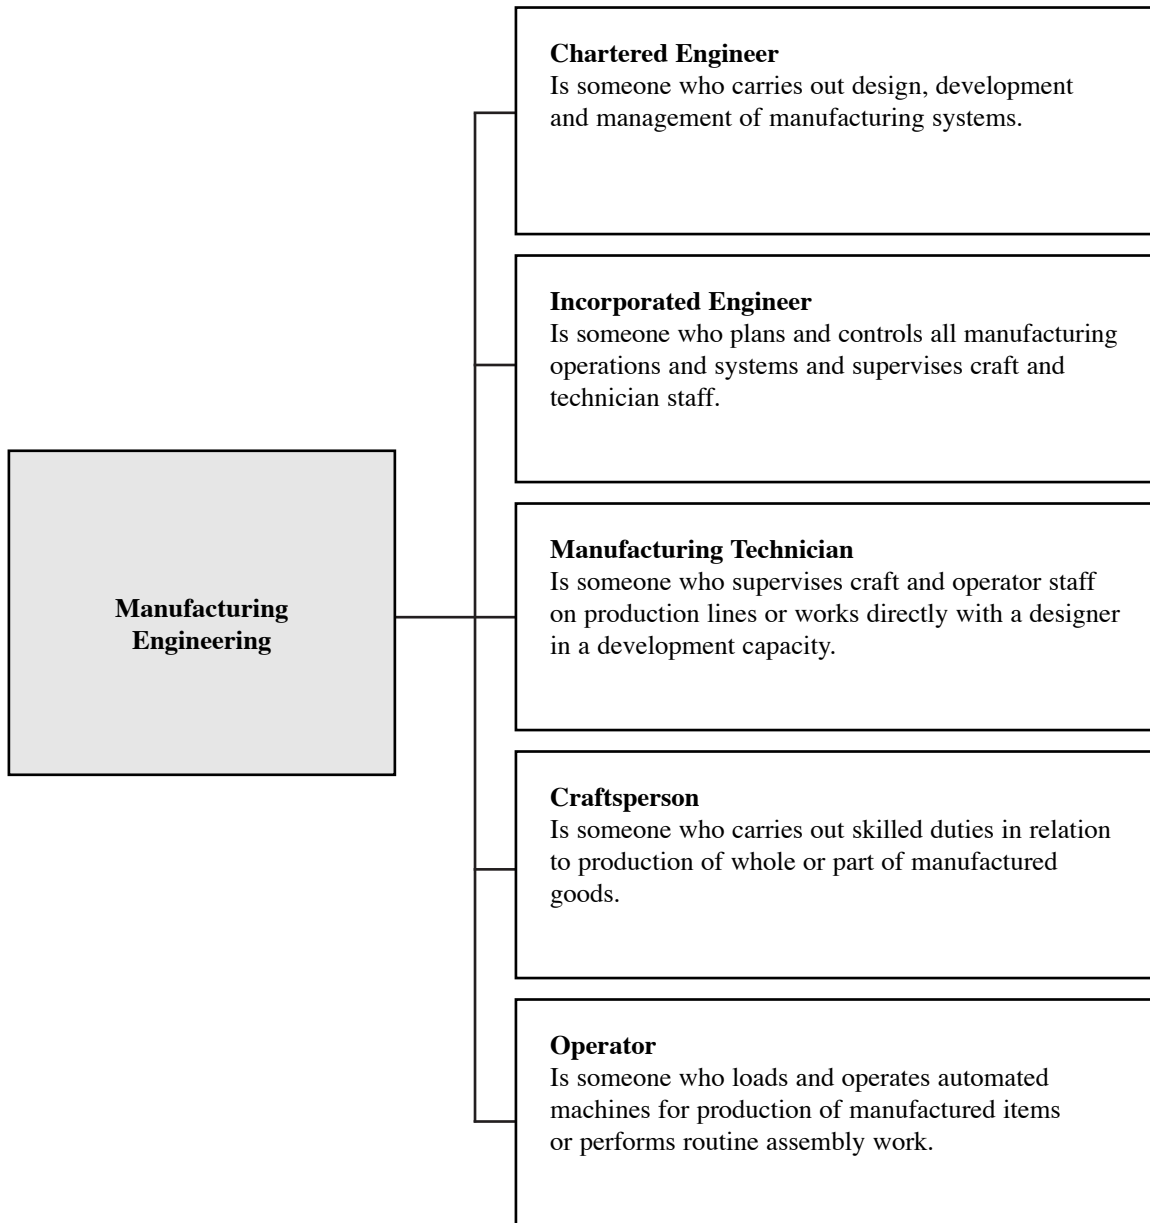 Chartered Engineer
Is someone who carries out design, development
and management of manufacturing systems.
Incorporated Engineer
Is someone who plans and controls all manufacturing
operations and systems and supervises craft and
technician staff.
Manufacturing
Engineering
Manufacturing Technician
Is someone who supervises craft and operator staff
on production lines or works directly with a designer
in a development capacity.
Craftsperson
Is someone who carries out skilled duties in relation
to production of whole or part of manufactured
goods.
Operator
Is someone who loads and operates automated
machines for production of manufactured items
or performs routine assembly work.